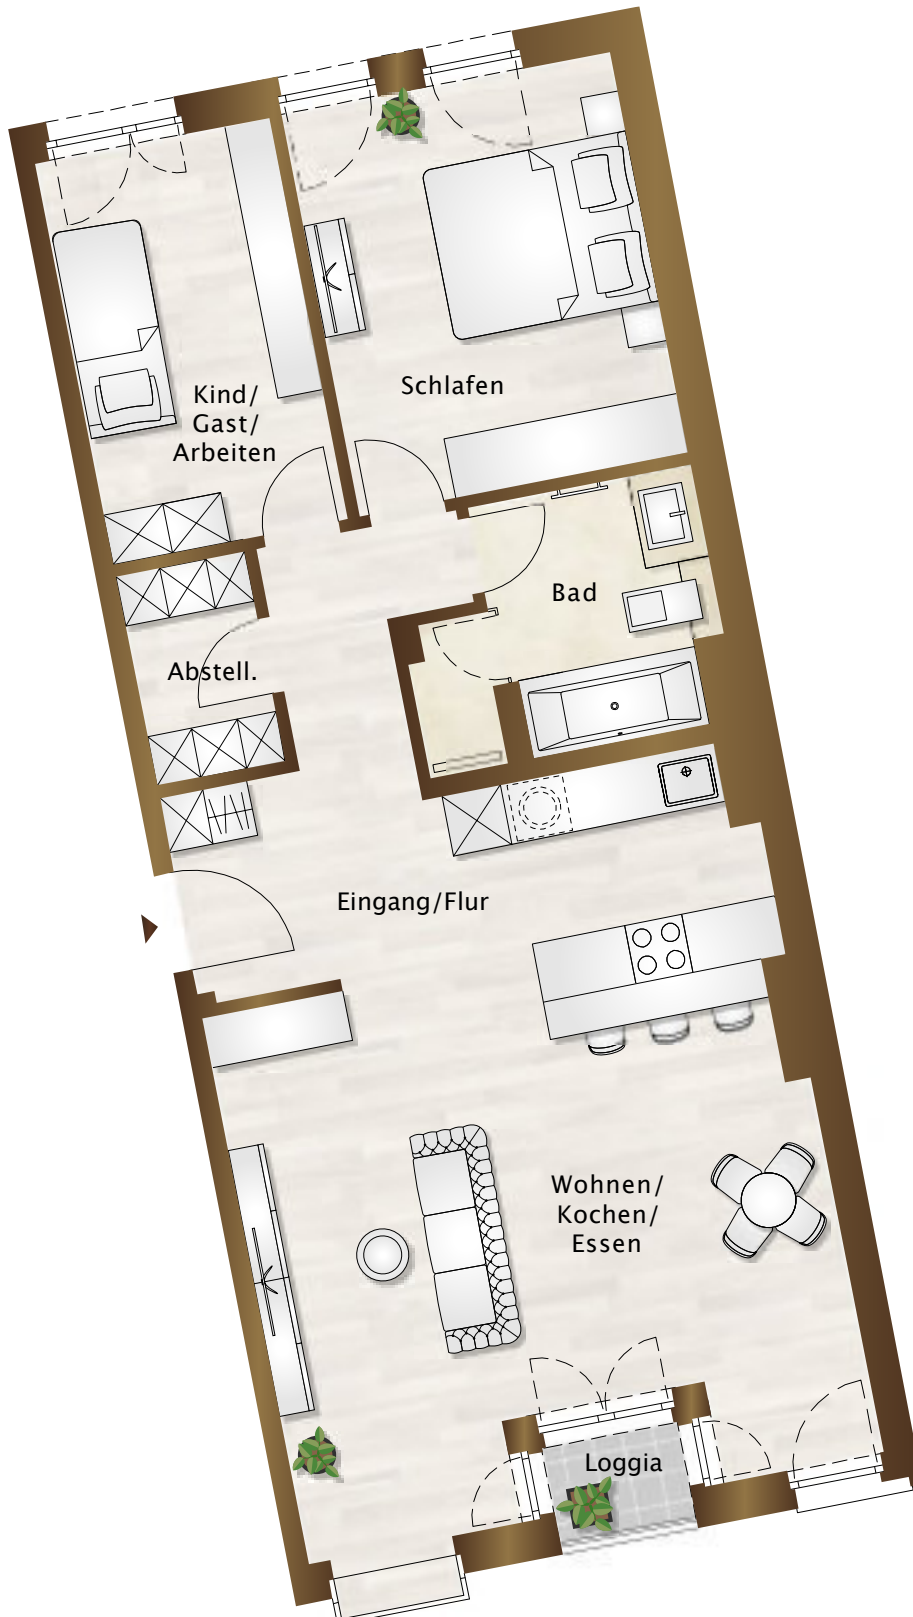 Schlafen
Kind/
Gast/
Arbeiten
Bad
Abstell.
Eingang/Flur
Wohnen/
Kochen/
Essen
Loggia